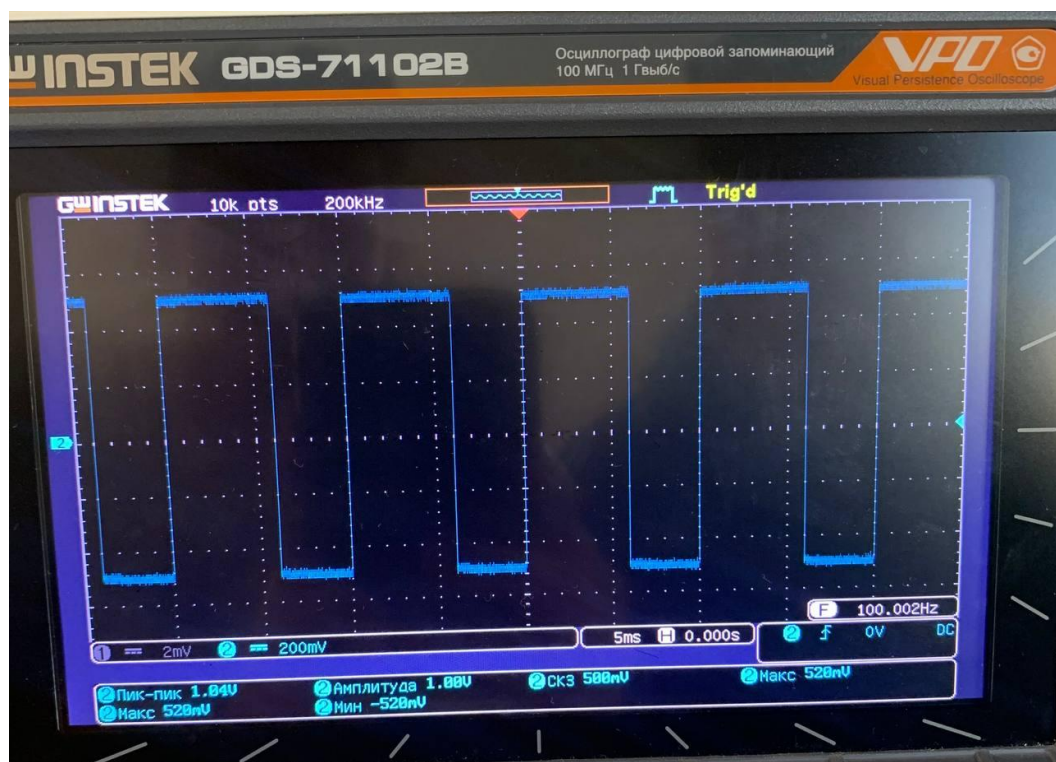 GW INSTEK GDS-71102B
Осциллограф цифровой запоминающий
100 МГц 1 Гвыб/с
VPO
Visual Persistence Oscilloscope
GW INSTEK 10k pts 200kHz Trig'd
2
F 100.002Hz
1 2mV 2 200mV 5ms H 0.000s 2 0V DC
2 Пик-пик 1.04V 2 Амплитуда 1.00V 2 СКЗ 500mV 2 Макс 520mV
2 Макс 520mV 2 Мин -520mV